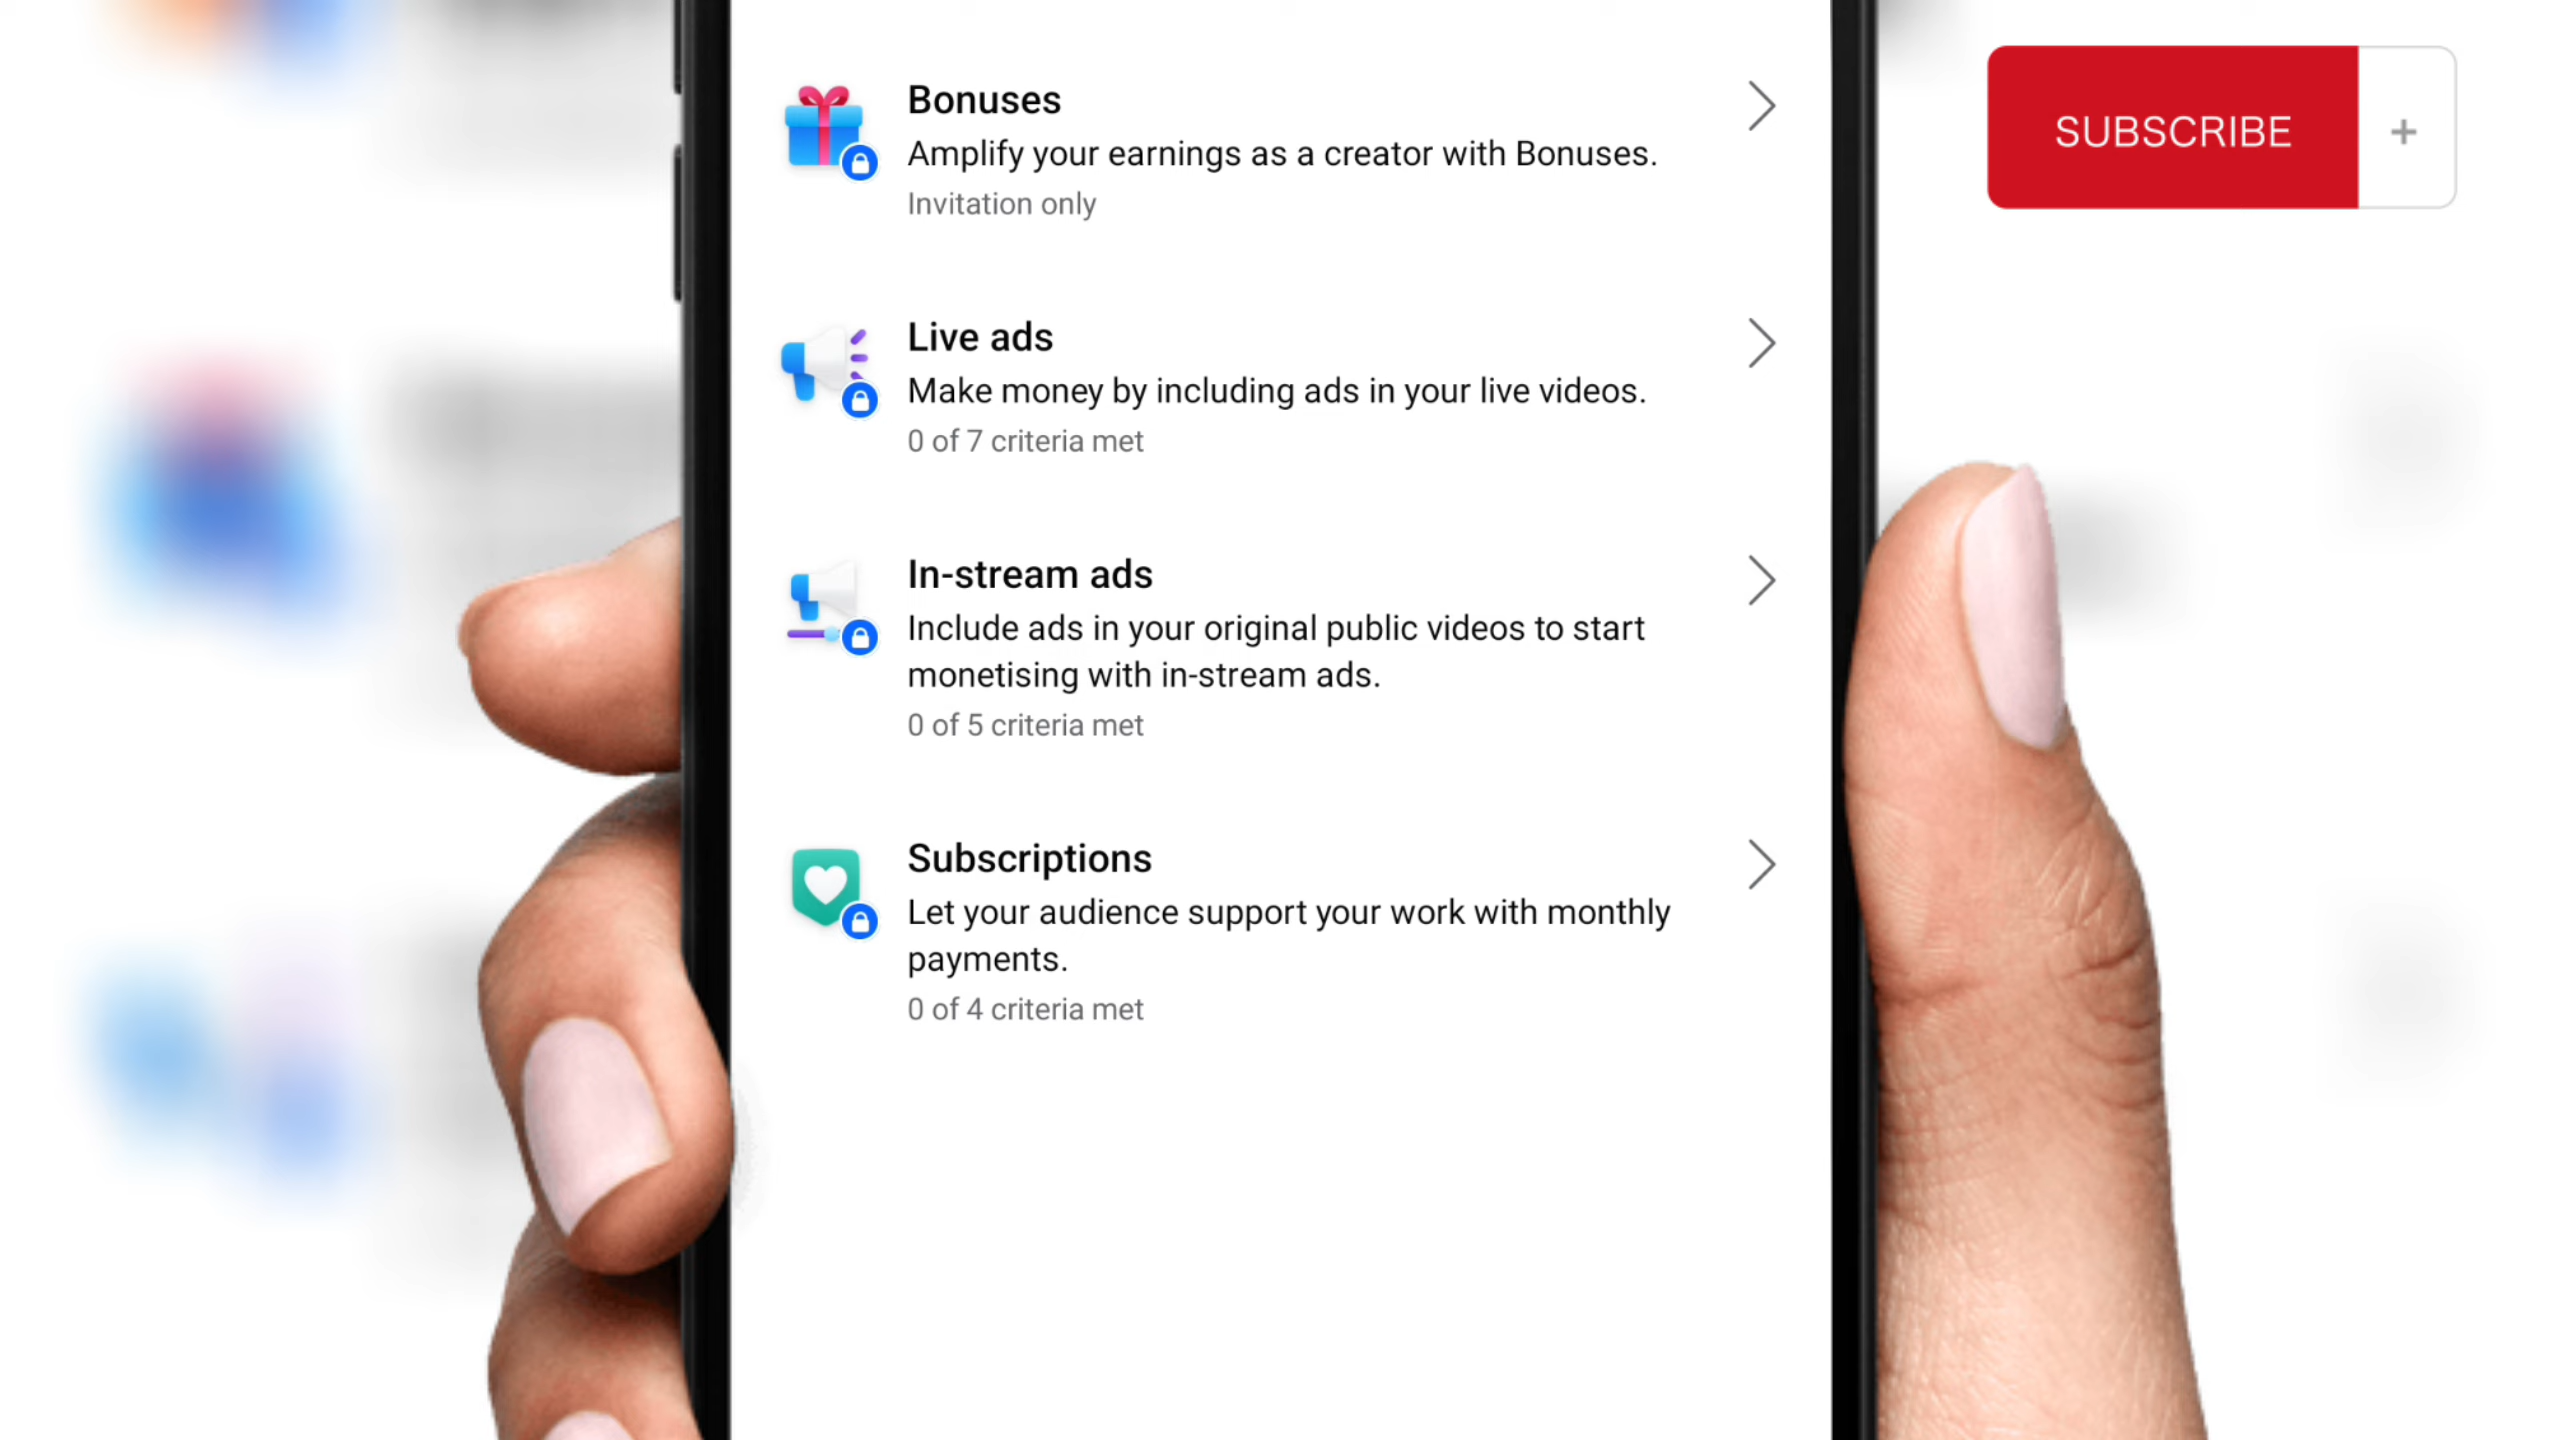 Bonuses
Amplify your earnings as a creator with Bonuses.
Invitation only
SUBSCRIBE +
Live ads
Make money by including ads in your live videos.
0 of 7 criteria met
In-stream ads
Include ads in your original public videos to start
monetising with in-stream ads.
0 of 5 criteria met
Subscriptions
Let your audience support your work with monthly
payments.
0 of 4 criteria met